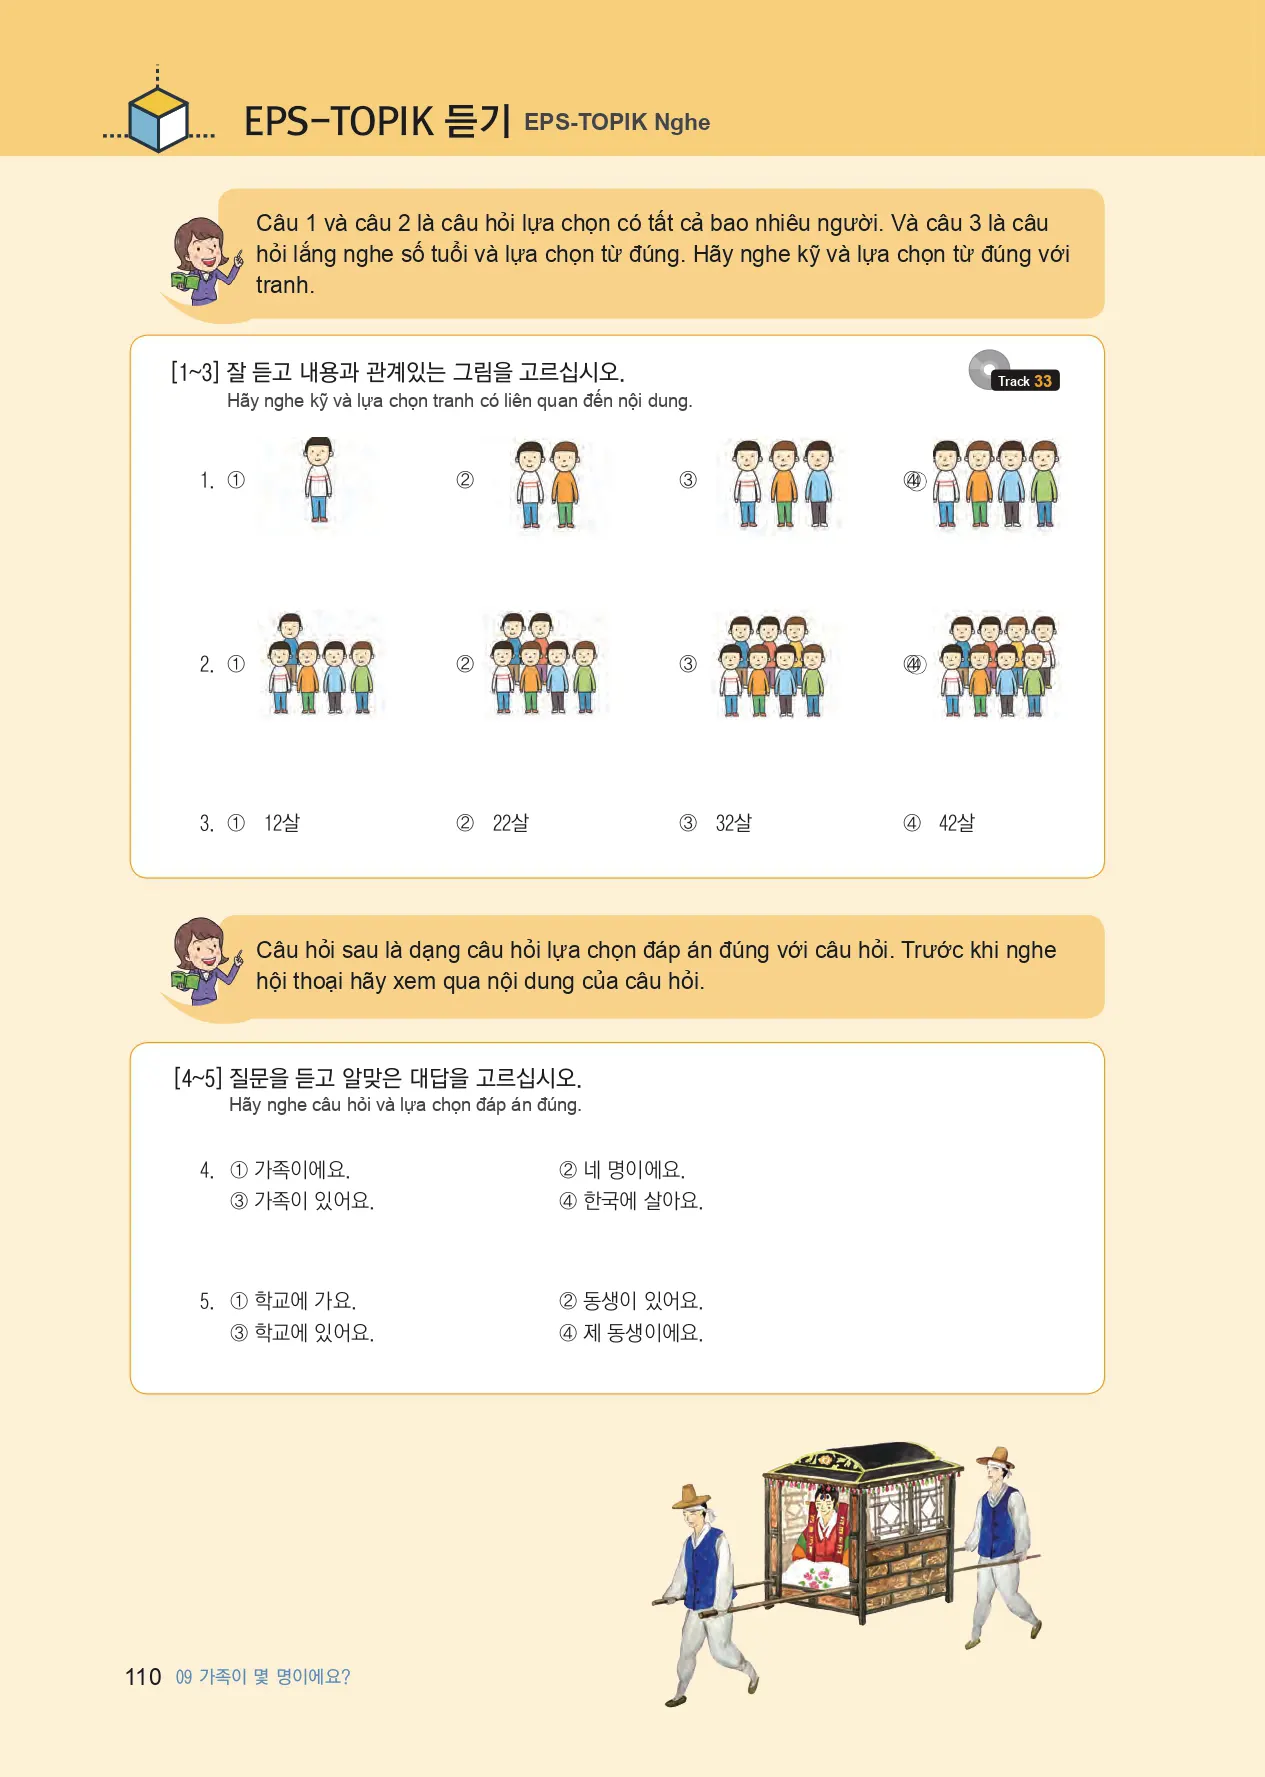 EPS-TOPIK 듣기 EPS-TOPIK Nghe
Câu 1 và câu 2 là câu hỏi lựa chọn có tất cả bao nhiêu người. Và câu 3 là câu
hỏi lắng nghe số tuổi và lựa chọn từ đúng. Hãy nghe kỹ và lựa chọn từ đúng với
tranh.
[1~3] 잘 듣고 내용과 관계있는 그림을 고르십시오.
Track 33
Hãy nghe kỹ và lựa chọn tranh có liên quan đến nội dung.
1. ① ② ③ ④
2. ① ② ③ ④
3. ① 12살 ② 22살 ③ 32살 ④ 42살
Câu hỏi sau là dạng câu hỏi lựa chọn đáp án đúng với câu hỏi. Trước khi nghe
hội thoại hãy xem qua nội dung của câu hỏi.
[4~5] 질문을 듣고 알맞은 대답을 고르십시오.
Hãy nghe câu hỏi và lựa chọn đáp án đúng.
4. ① 가족이에요. ② 네 명이에요.
③ 가족이 있어요. ④ 한국에 살아요.
5. ① 학교에 가요. ② 동생이 있어요.
③ 학교에 있어요. ④ 제 동생이에요.
110 09 가족이 몇 명이에요?